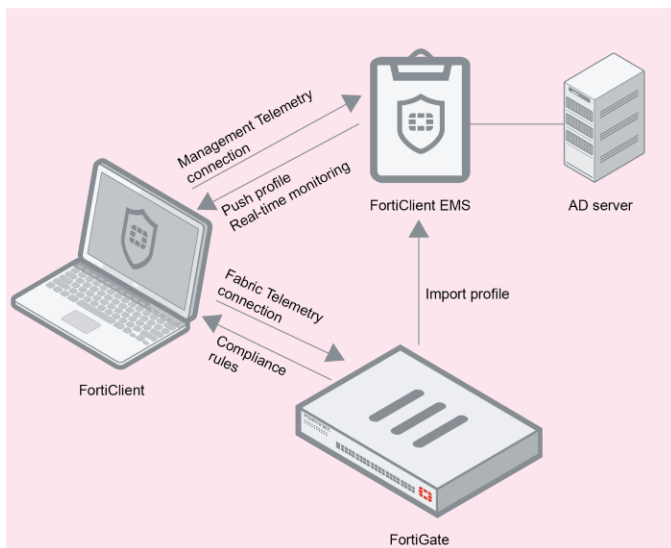 Management Telemetry
connection
Push profile
Real-time monitoring
FortiClient EMS
AD server
Fabric Telemetry
connection
Import profile
Compliance
rules
FortiClient
FortiGate